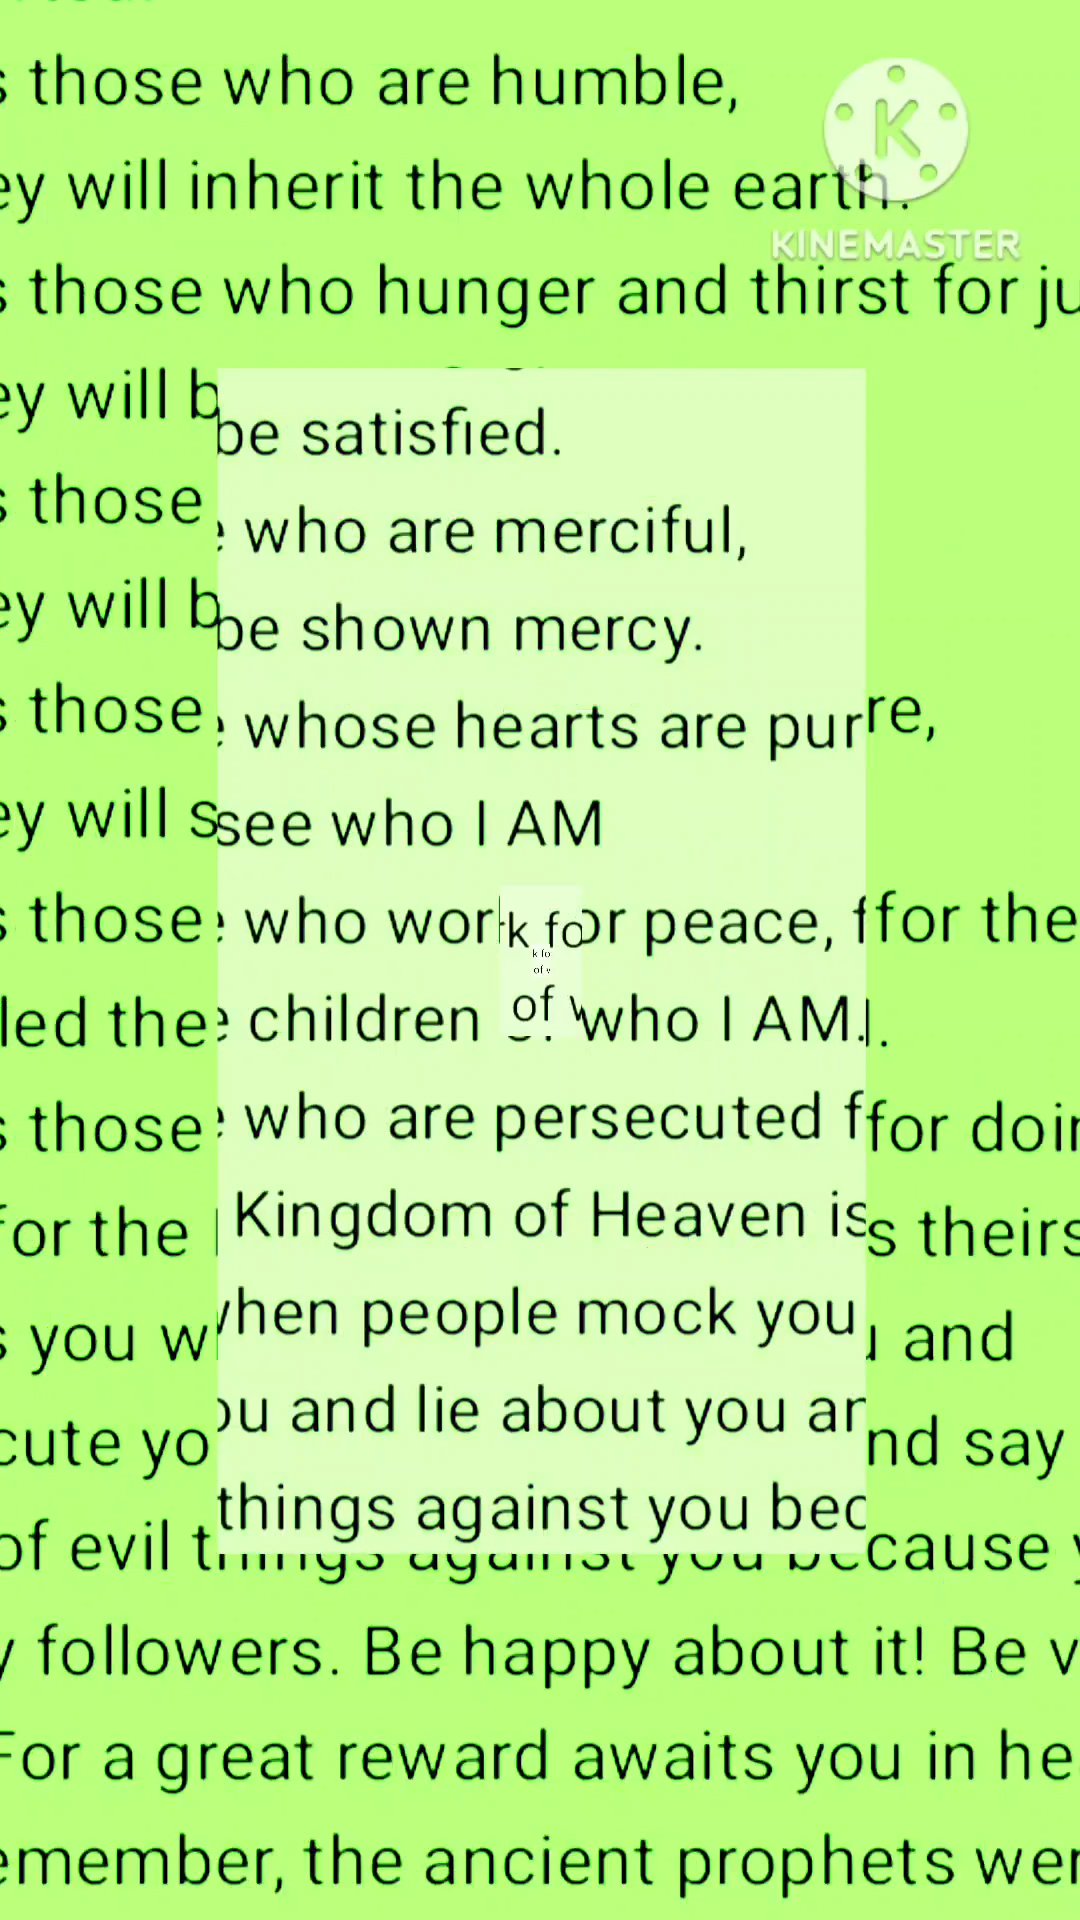 those who are humble,
ey will inherit the whole earth.
KINEMASTER
those who hunger and thirst for ju
ey will be satisfied.
those who are merciful,
ey will be shown mercy.
those whose hearts are pure,
ey will see who I AM
those who work for peace, for the
led the children of who I AM.
those who are persecuted for doin
for the Kingdom of Heaven is theirs
you when people mock you and
cute you and lie about you and say
of evil things against you because y
y followers. Be happy about it! Be v
For a great reward awaits you in he
emember, the ancient prophets wer